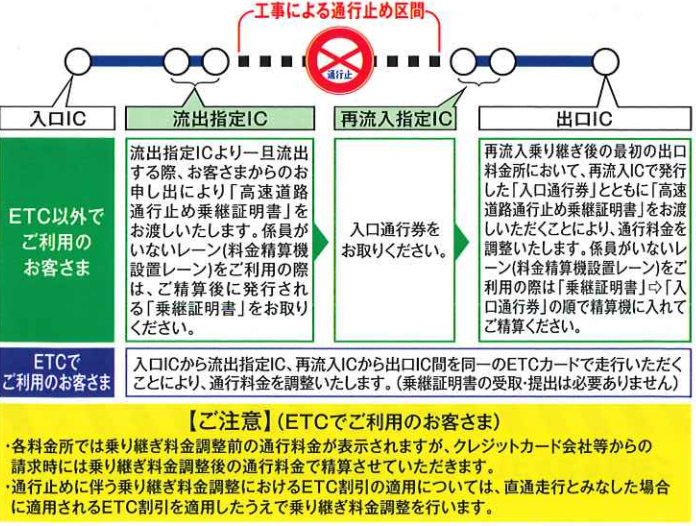 工事による通行止め区間
通行止
入口IC
流出指定IC
再流入指定IC
出口IC
ETC以外で
ご利用の
お客さま
流出指定ICより一旦流出
する際、お客さまからのお
申し出により「高速道路
通行止め乗継証明書」を
お渡しいたします。係員が
いないレーン(料金精算機
設置レーン)をご利用の際
は、ご精算後に発行され
る「乗継証明書」をお取り
ください。
入口通行券を
お取りください。
再流入乗り継ぎ後の最初の出口
料金所において、再流入ICで発行
した「入口通行券」とともに「高速
道路通行止め乗継証明書」をお渡
しいただくことにより、通行料金を
調整いたします。係員がいないレ
ーン(料金精算機設置レーン)をご
利用の際は「乗継証明書」⇨「入
口通行券」の順で精算機に入れて
ご精算ください。
ETCで
ご利用のお客さま
入口ICから流出指定IC、再流入ICから出口IC間を同一のETCカードで走行いただく
ことにより、通行料金を調整いたします。(乗継証明書の受取・提出は必要ありません)
【ご注意】(ETCでご利用のお客さま)
・各料金所では乗り継ぎ料金調整前の通行料金が表示されますが、クレジットカード会社等からの
請求時には乗り継ぎ料金調整後の通行料金で精算させていただきます。
・通行止めに伴う乗り継ぎ料金調整におけるETC割引の適用については、直通走行とみなした場合
に適用されるETC割引を適用したうえで乗り継ぎ料金調整を行います。